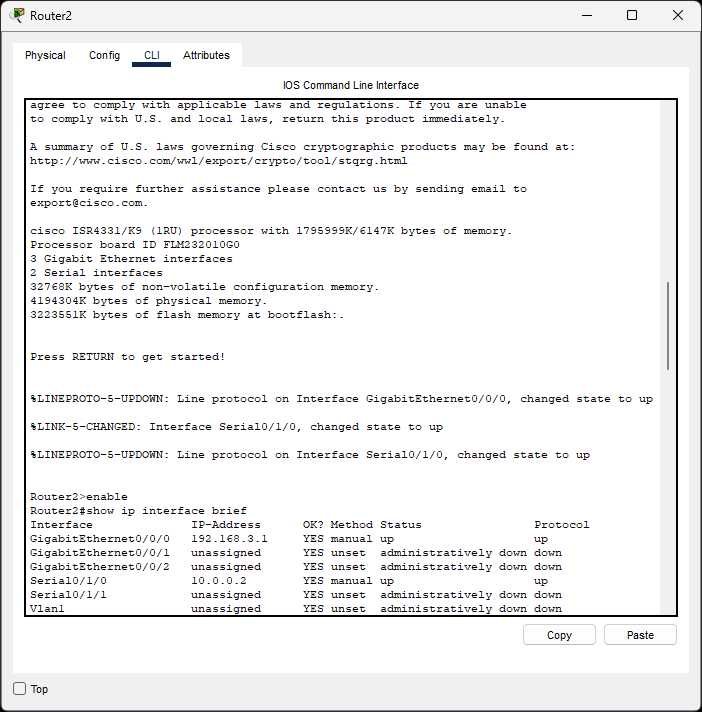 Router2
Physical Config CLI Attributes
IOS Command Line Interface
agree to comply with applicable laws and regulations. If you are unable
to comply with U.S. and local laws, return this product immediately.
A summary of U.S. laws governing Cisco cryptographic products may be found at:
http://www.cisco.com/wwl/export/crypto/tool/stqrg.html
If you require further assistance please contact us by sending email to
export@cisco.com.
cisco ISR4331/K9 (1RU) processor with 1795999K/6147K bytes of memory.
Processor board ID FLM232010G0
3 Gigabit Ethernet interfaces
2 Serial interfaces
32768K bytes of non-volatile configuration memory.
4194304K bytes of physical memory.
3223551K bytes of flash memory at bootflash:.
Press RETURN to get started!
%LINEPROTO-5-UPDOWN: Line protocol on Interface GigabitEthernet0/0/0, changed state to up
%LINK-5-CHANGED: Interface Serial0/1/0, changed state to up
%LINEPROTO-5-UPDOWN: Line protocol on Interface Serial0/1/0, changed state to up
Router2>enable
Router2#show ip interface brief
Interface IP-Address OK? Method Status Protocol
GigabitEthernet0/0/0 192.168.3.1 YES manual up up
GigabitEthernet0/0/1 unassigned YES unset administratively down down
GigabitEthernet0/0/2 unassigned YES unset administratively down down
Serial0/1/0 10.0.0.2 YES manual up up
Serial0/1/1 unassigned YES unset administratively down down
Vlan1 unassigned YES unset administratively down down
Copy Paste
Top